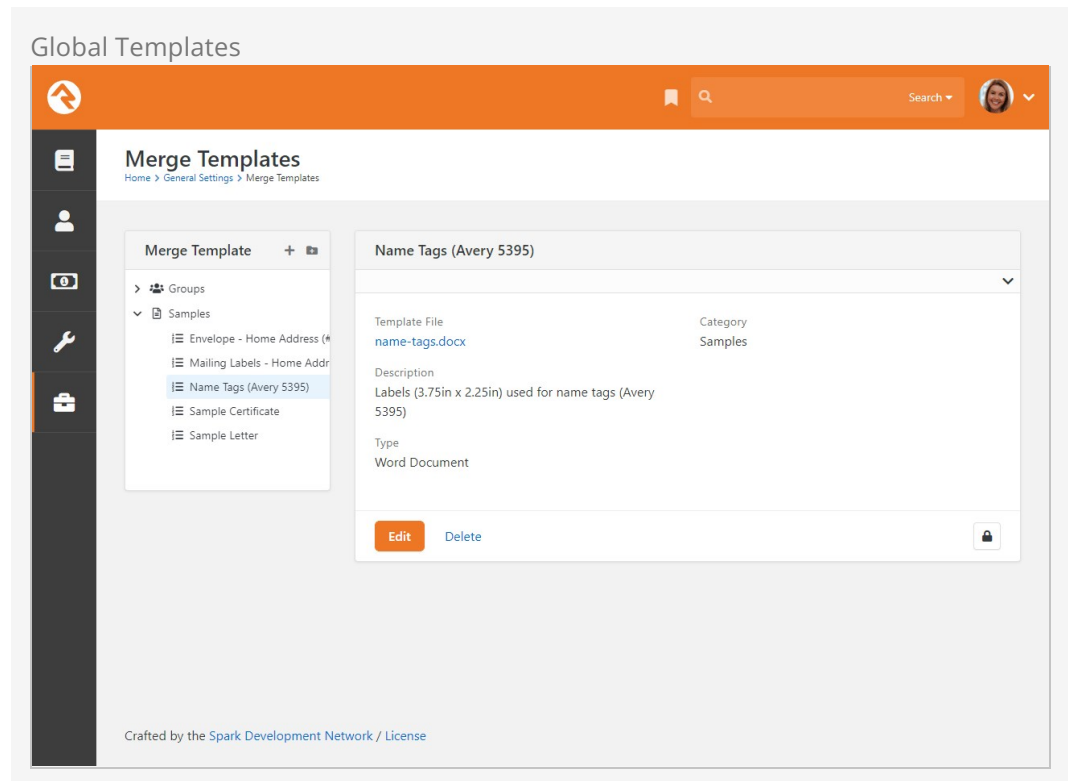 Global Templates
Search
Merge Templates
Home > General Settings > Merge Templates
Merge Template
Name Tags (Avery 5395)
Groups
Samples
Envelope - Home Address (#
Mailing Labels - Home Addr
Name Tags (Avery 5395)
Sample Certificate
Sample Letter
Template File
Category
name-tags.docx
Samples
Description
Labels (3.75in x 2.25in) used for name tags (Avery
5395)
Type
Word Document
Edit
Delete
Crafted by the Spark Development Network / License